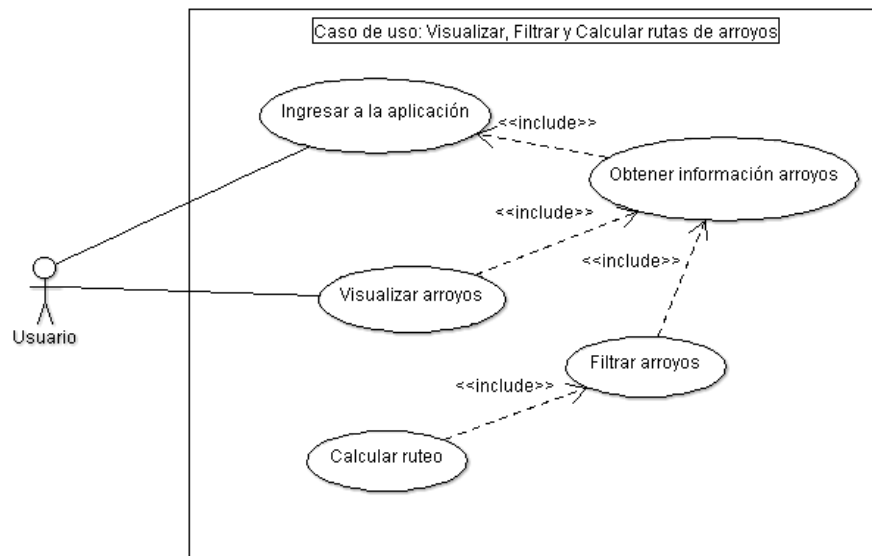 Caso de uso: Visualizar, Filtrar y Calcular rutas de arroyos
Ingresar a la aplicación
<<include>>
Obtener información arroyos
<<include>>
<<include>>
Visualizar arroyos
Usuario
Filtrar arroyos
<<include>>
Calcular ruteo